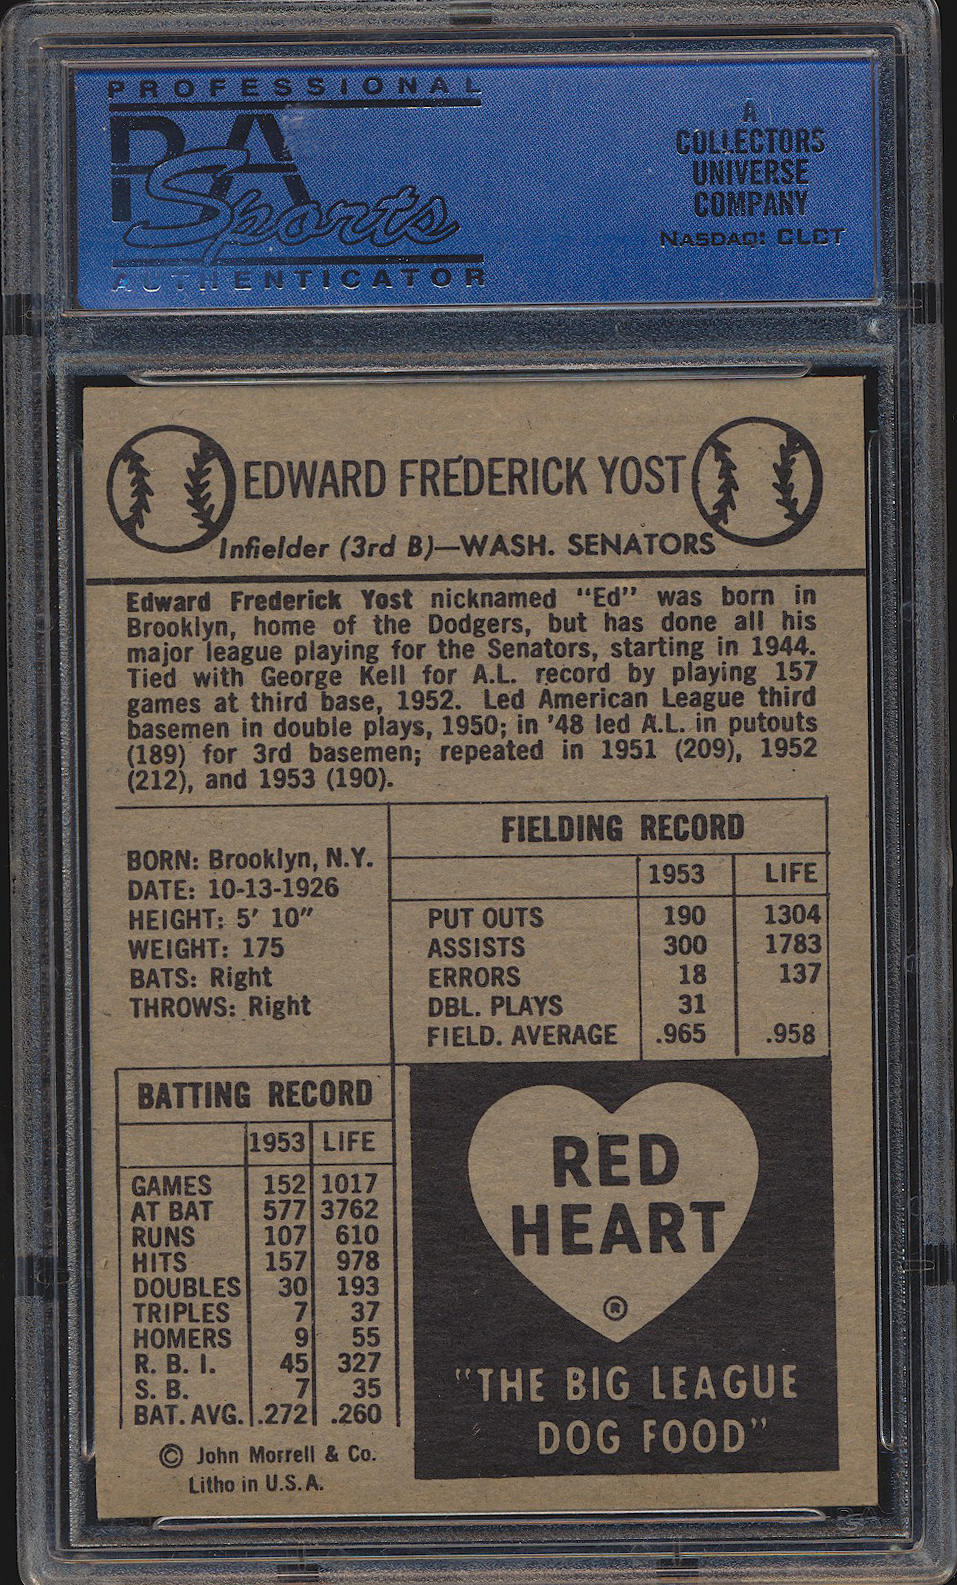 PROFESSIONAL
PSA
Sports
AUTHENTICATOR
A
COLLECTORS
UNIVERSE
COMPANY
NASDAQ: CLCT
EDWARD FREDERICK YOST
Infielder (3rd B)—WASH. SENATORS
Edward Frederick Yost nicknamed "Ed" was born in
Brooklyn, home of the Dodgers, but has done all his
major league playing for the Senators, starting in 1944.
Tied with George Kell for A.L. record by playing 157
games at third base, 1952. Led American League third
basemen in double plays, 1950; in '48 led A.L. in putouts
(189) for 3rd basemen; repeated in 1951 (209), 1952
(212), and 1953 (190).
BORN: Brooklyn, N.Y.
DATE: 10-13-1926
HEIGHT: 5' 10"
WEIGHT: 175
BATS: Right
THROWS: Right
FIELDING RECORD
1953 LIFE
PUT OUTS 190 1304
ASSISTS 300 1783
ERRORS 18 137
DBL. PLAYS 31
FIELD. AVERAGE .965 .958
BATTING RECORD
1953 LIFE
GAMES 152 1017
AT BAT 577 3762
RUNS 107 610
HITS 157 978
DOUBLES 30 193
TRIPLES 7 37
HOMERS 9 55
R. B. I. 45 327
S. B. 7 35
BAT. AVG. .272 .260
© John Morrell & Co.
Litho in U.S.A.
RED
HEART
®
"THE BIG LEAGUE
DOG FOOD"
PSA